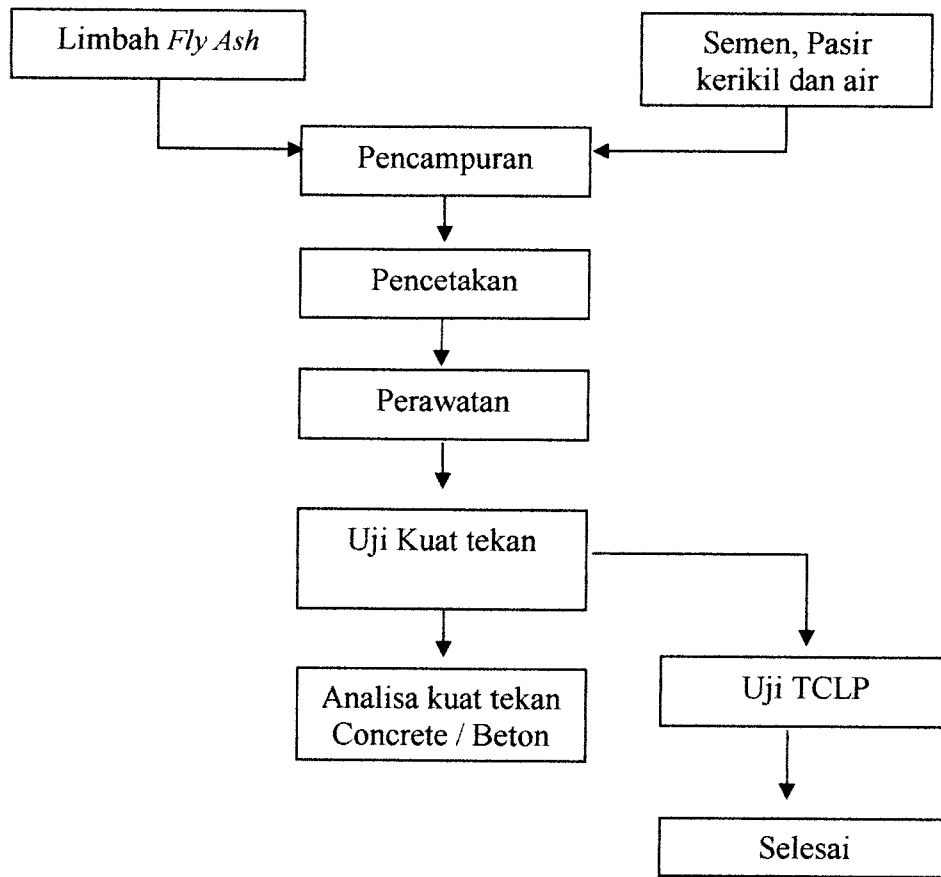 Limbah Fly Ash
Semen, Pasir
kerikil dan air
Pencampuran
Pencetakan
Perawatan
Uji Kuat tekan
Analisa kuat tekan
Concrete / Beton
Uji TCLP
Selesai